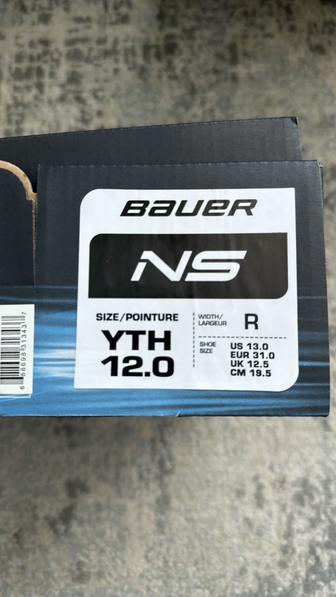 BAUER
NS
SIZE/POINTURE
YTH
12.0
WIDTH/
LARGEUR
R
SHOE
SIZE
US 13.0
EUR 31.0
UK 12.5
CM 19.5